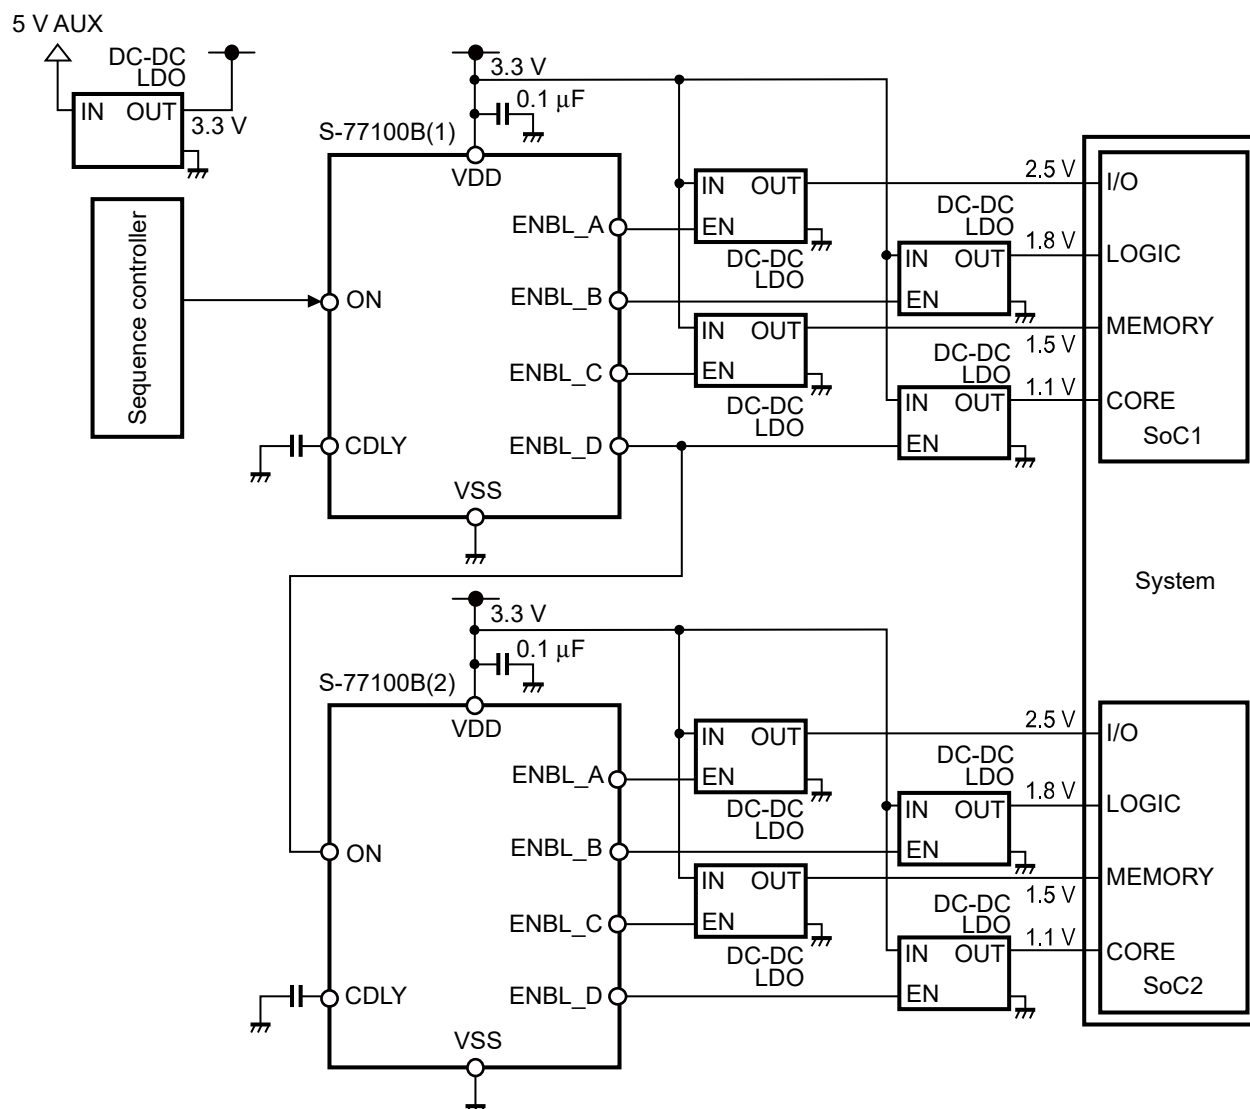 5 V AUX
DC-DC
LDO
IN OUT
3.3 V
Sequence controller
3.3 V
0.1 μF
S-77100B(1)
VDD
ENBL_A
ENBL_B
ENBL_C
ENBL_D
ON
CDLY
VSS
IN OUT
EN
DC-DC
LDO
DC-DC
LDO
IN OUT
EN
IN OUT
EN
DC-DC
LDO
DC-DC
LDO
IN OUT
EN
2.5 V
1.8 V
1.5 V
1.1 V
I/O
LOGIC
MEMORY
CORE
SoC1
System
3.3 V
0.1 μF
S-77100B(2)
VDD
ENBL_A
ENBL_B
ENBL_C
ENBL_D
ON
CDLY
VSS
IN OUT
EN
DC-DC
LDO
DC-DC
LDO
IN OUT
EN
IN OUT
EN
DC-DC
LDO
DC-DC
LDO
IN OUT
EN
2.5 V
1.8 V
1.5 V
1.1 V
I/O
LOGIC
MEMORY
CORE
SoC2